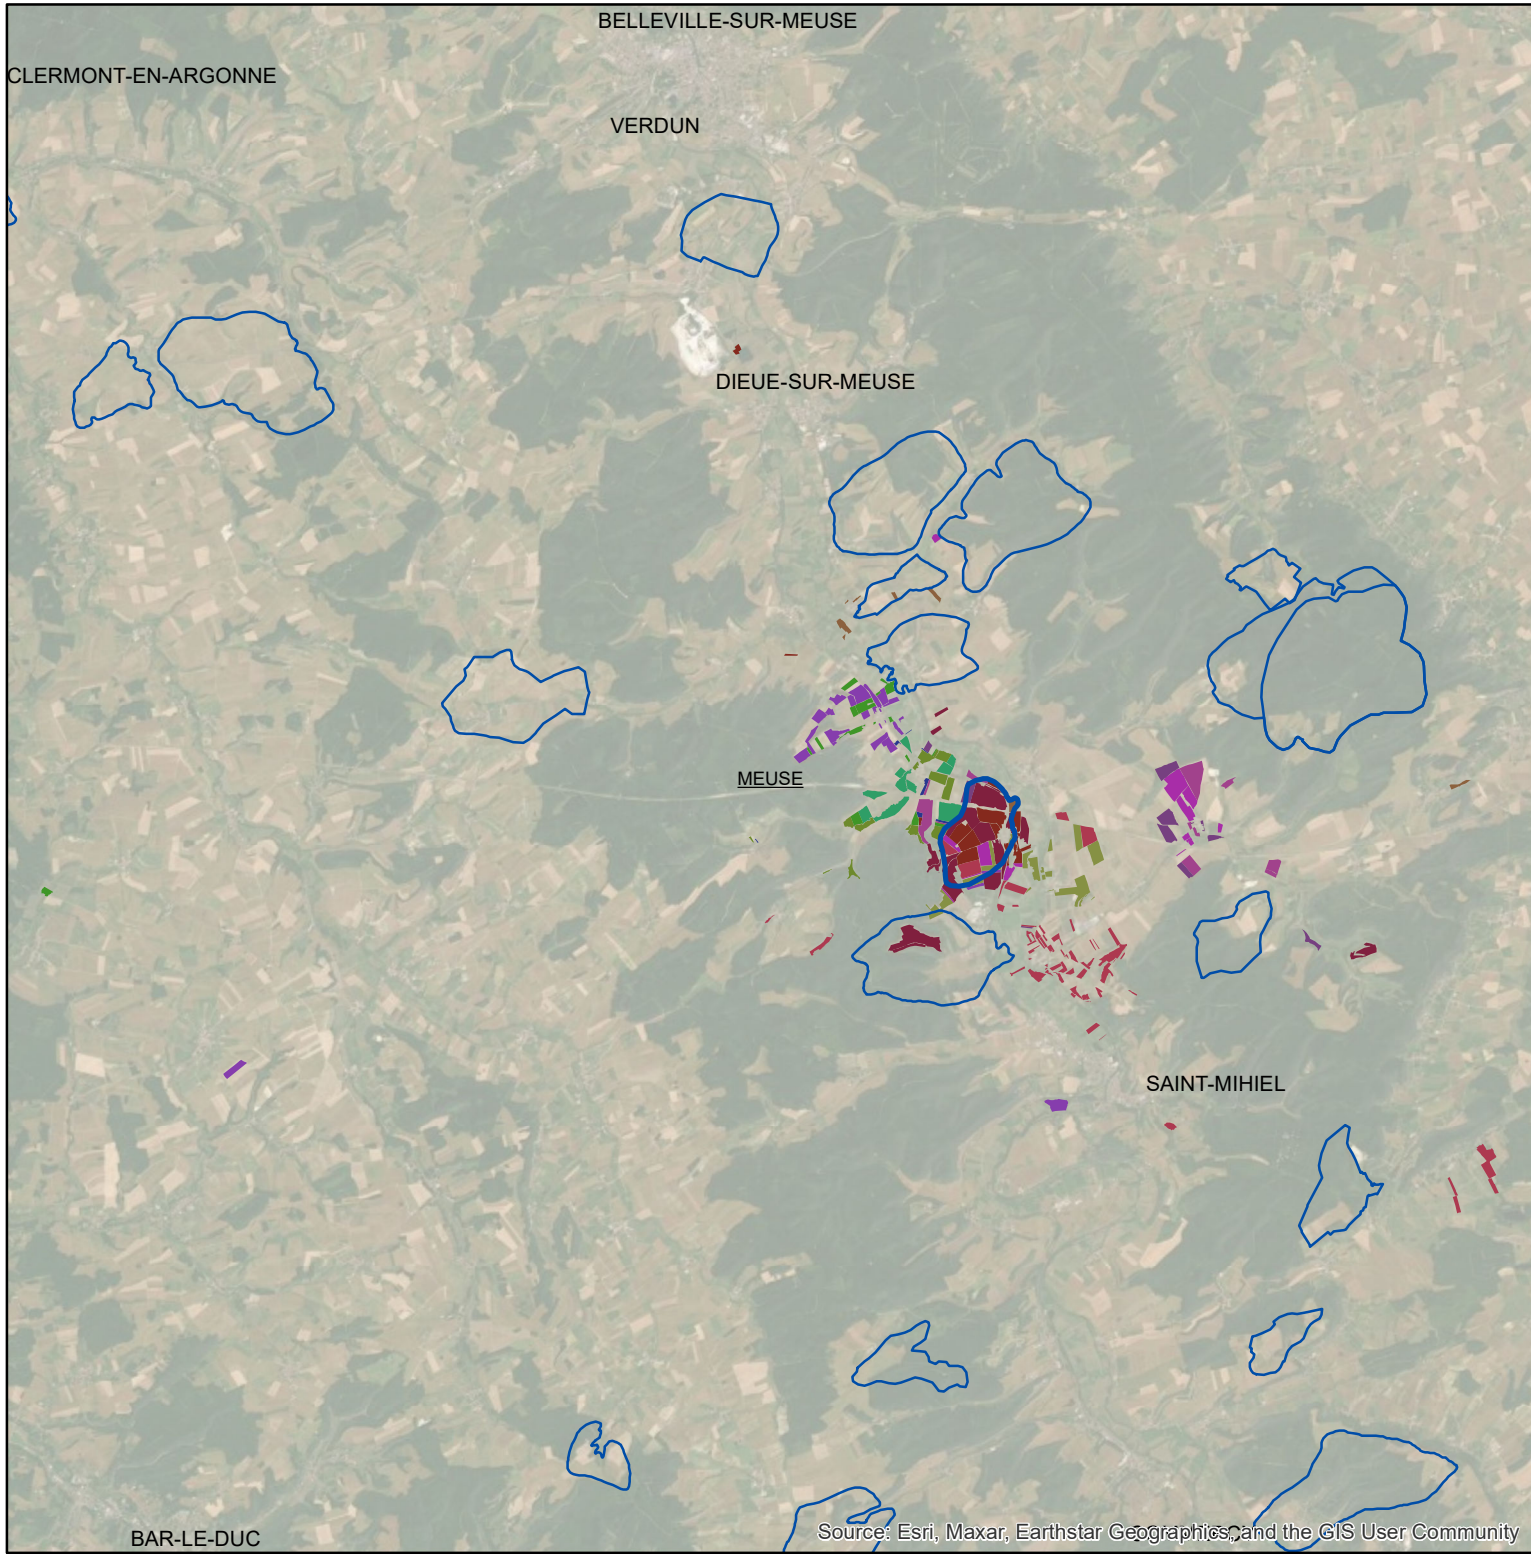 BELLEVILLE-SUR-MEUSE
CLERMONT-EN-ARGONNE
VERDUN
DIEUE-SUR-MEUSE
MEUSE
SAINT-MIHIEL
Source: Esri, Maxar, Earthstar Geographics, and the GIS User Community
BAR-LE-DUC